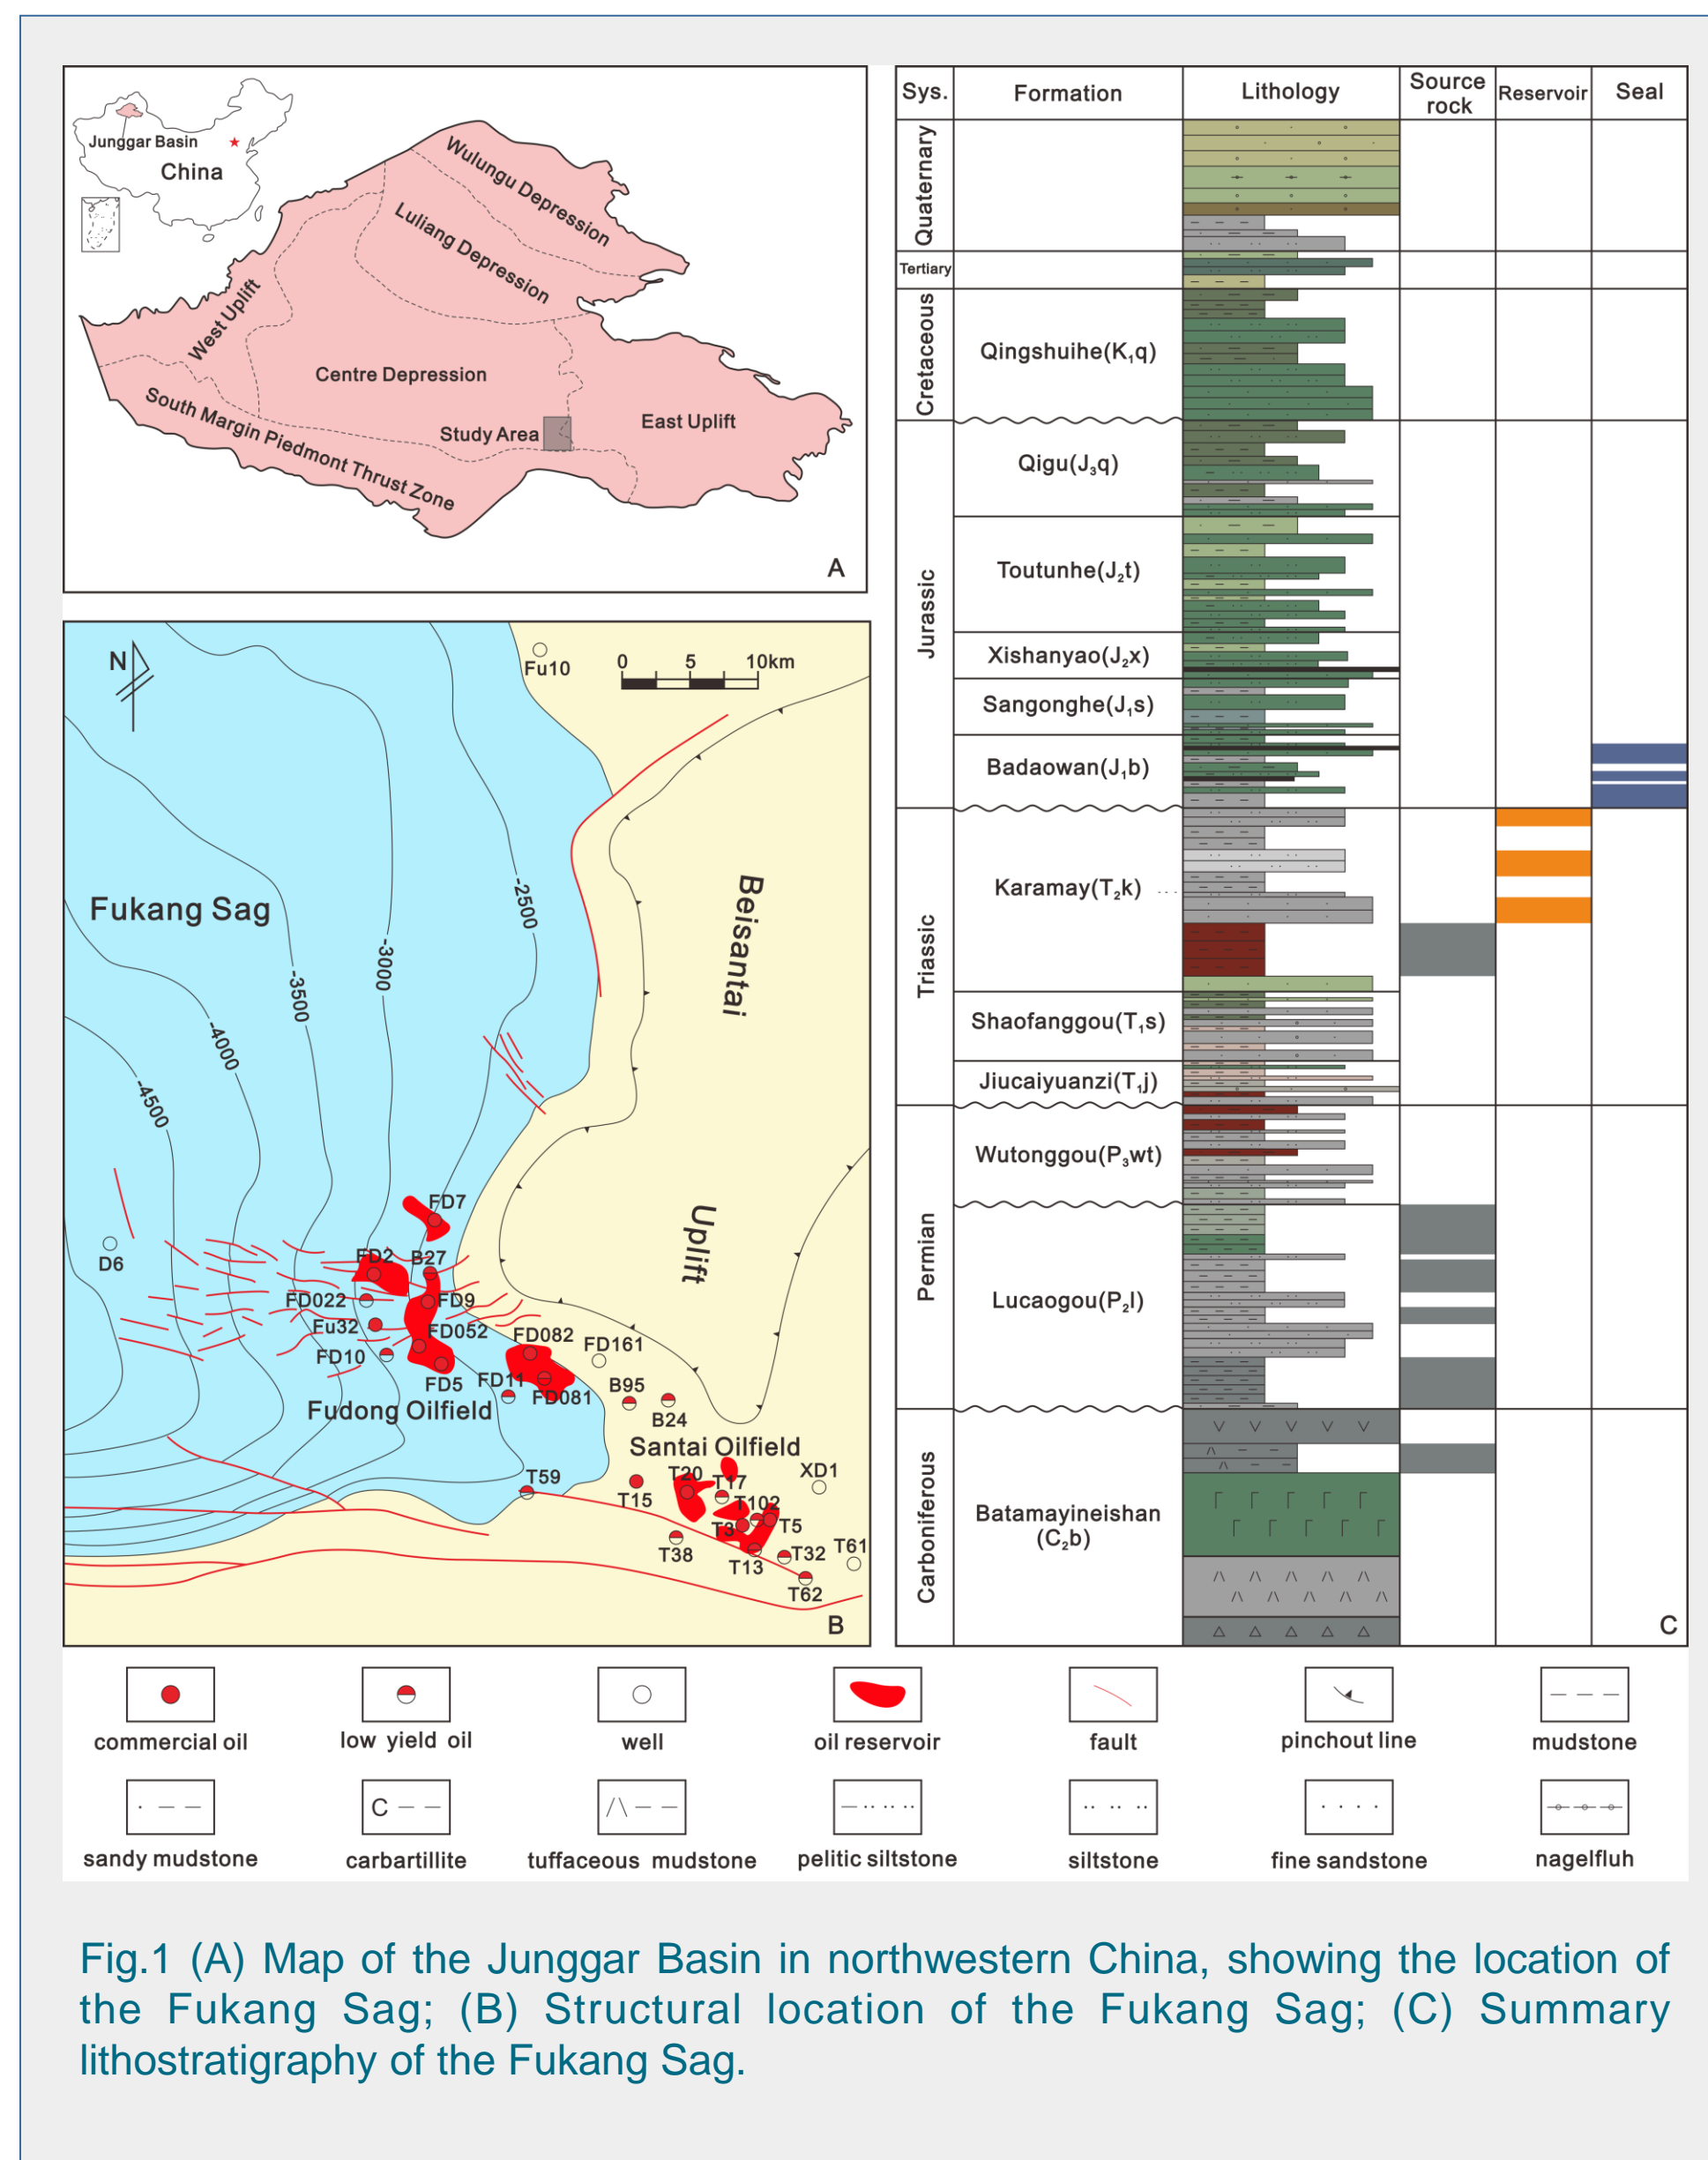 Junggar Basin
China
Wulungu Depression
Luliang Depression
West Uplift
Centre Depression
South Margin Piedmont Thrust Zone
Study Area
East Uplift
A
N
Fu10
0 5 10km
Fukang Sag
-2500
-3000
-3500
-4000
-4500
Beisantai
Uplift
FD7
D6
FD2
B27
FD022
FD9
Fu32
FD052
FD10
FD082
FD161
FD5
FD11
FD081
B95
B24
Fudong Oilfield
Santai Oilfield
T59
T15
T20
T17
XD1
T102
T3
T5
T38
T13
T32
T61
T62
B
Sys.
Formation
Lithology
Source
rock
Reservoir
Seal
Quaternary
Tertiary
Cretaceous
Qingshuihe(K₁q)
Jurassic
Qigu(J₃q)
Toutunhe(J₂t)
Xishanyao(J₂x)
Sangonghe(J₁s)
Badaowan(J₁b)
Triassic
Karamay(T₂k)
Shaofanggou(T₁s)
Jiucaiyuanzi(T₁j)
Permian
Wutonggou(P₃wt)
Lucaogou(P₂l)
Carboniferous
Batamayineishan
(C₂b)
C
commercial oil
low yield oil
well
oil reservoir
fault
pinchout line
mudstone
C
sandy mudstone
carbartillite
tuffaceous mudstone
pelitic siltstone
siltstone
fine sandstone
nagelfluh
Fig.1 (A) Map of the Junggar Basin in northwestern China, showing the location of
the Fukang Sag; (B) Structural location of the Fukang Sag; (C) Summary
lithostratigraphy of the Fukang Sag.